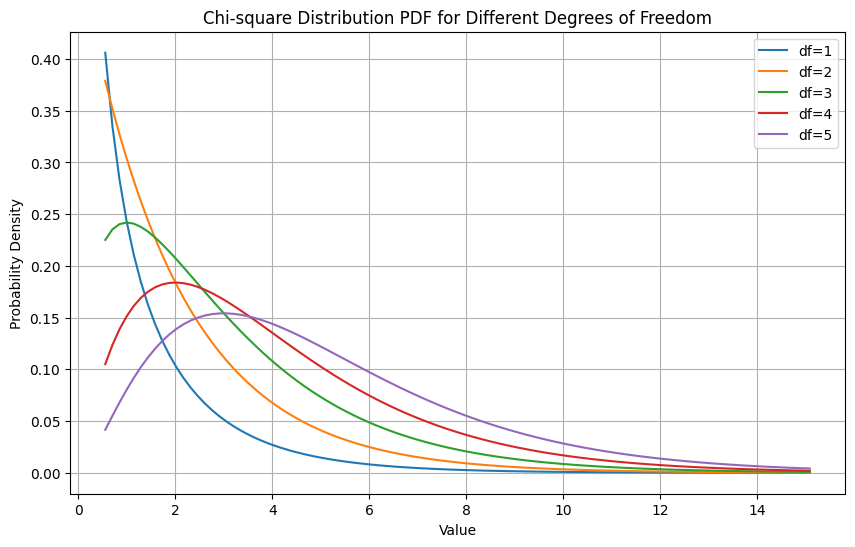 Chi-square Distribution PDF for Different Degrees of Freedom
df=1
df=2
df=3
df=4
df=5
Probability Density
0.40
0.35
0.30
0.25
0.20
0.15
0.10
0.05
0.00
0 2 4 6 8 10 12 14
Value